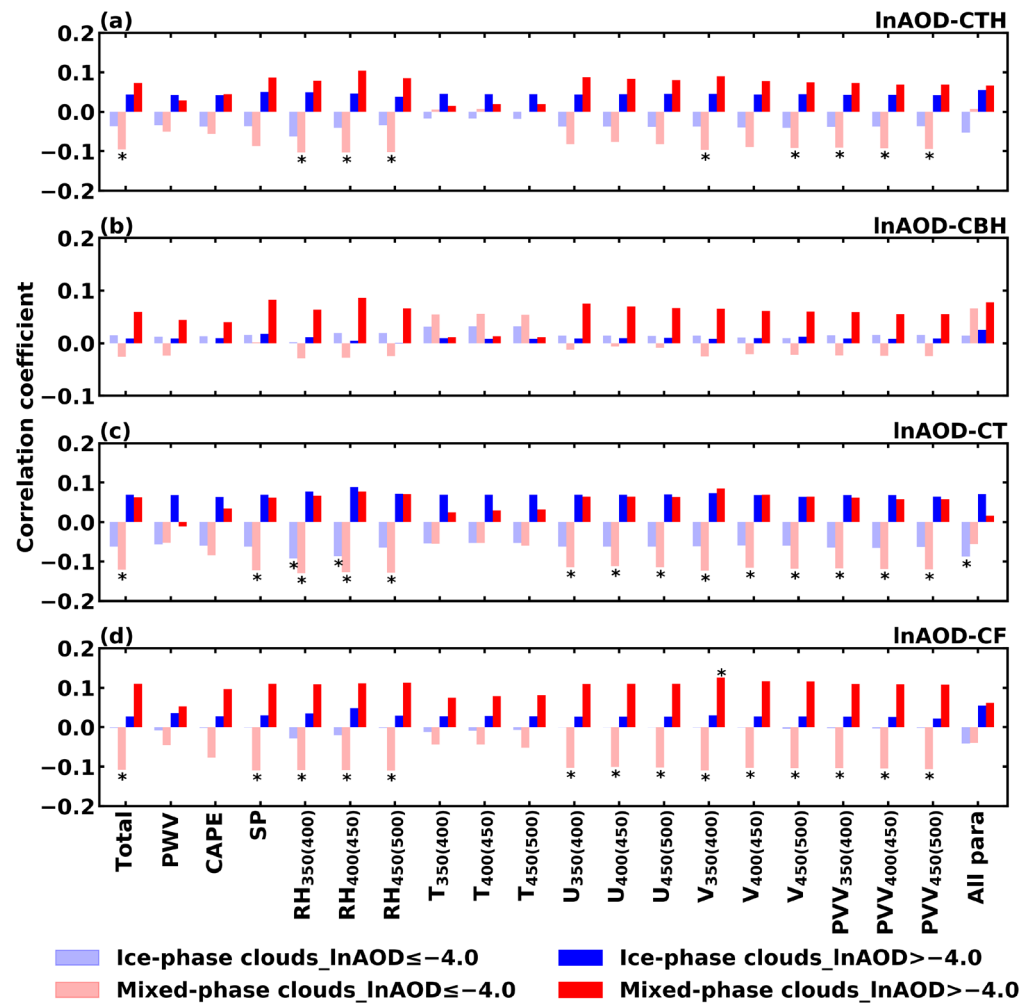 (a) lnAOD-CTH
0.2
0.1
0.0
−0.1
−0.2
* * * * * * * * *
(b) lnAOD-CBH
0.2
0.1
0.0
−0.1
(c) lnAOD-CT
0.2
0.1
0.0
−0.1
−0.2
* * * * * * * * * * * * * * * * *
(d) lnAOD-CF
0.2
0.1
0.0
−0.1
−0.2
* * * * * * * * * * * * * * *
Correlation coefficient
Total
PWV
CAPE
SP
RH350(400)
RH400(450)
RH450(500)
T350(400)
T400(450)
T450(500)
U350(400)
U400(450)
U450(500)
V350(400)
V400(450)
V450(500)
PVV350(400)
PVV400(450)
PVV450(500)
All para
Ice-phase clouds_lnAOD≤−4.0 Ice-phase clouds_lnAOD>−4.0
Mixed-phase clouds_lnAOD≤−4.0 Mixed-phase clouds_lnAOD>−4.0